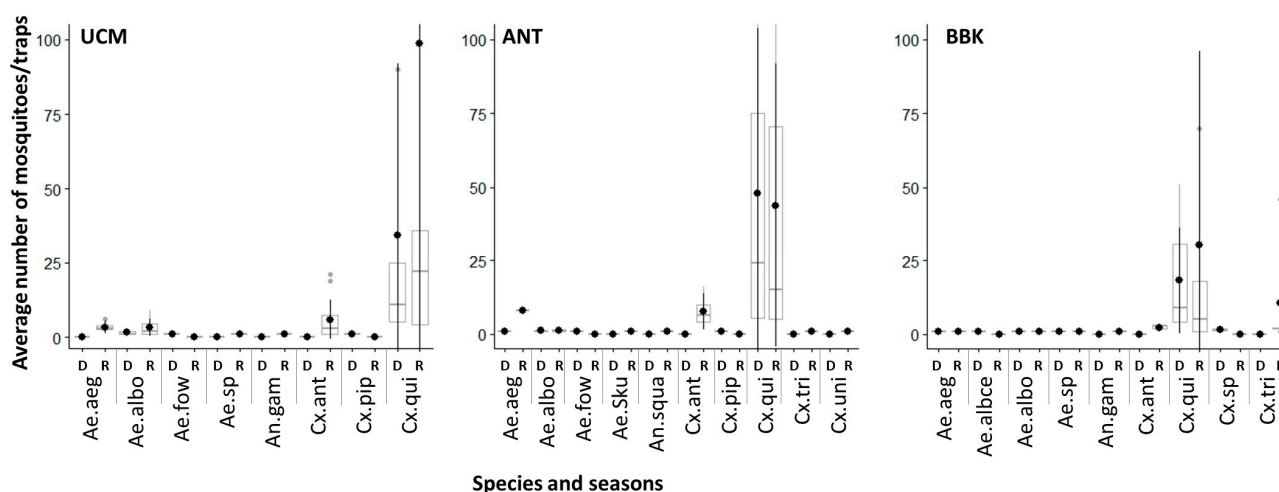 Average number of mosquitoes/traps
UCM
100
75
50
25
0
D R D R D R D R D R D R D R D R
Ae.aeg Ae.albo Ae.fow Ae.sp An.gam Cx.ant Cx.pip Cx.qui
ANT
100
75
50
25
0
D R D R D R D R D R D R D R D R D R D R
Ae.aeg Ae.albo Ae.fow Ae.Sku An.squa Cx.ant Cx.pip Cx.qui Cx.tri Cx.uni
BBK
100
75
50
25
0
D R D R D R D R D R D R D R D R D
Ae.aeg Ae.albce Ae.albo Ae.sp An.gam Cx.ant Cx.qui Cx.sp Cx.tri
Species and seasons